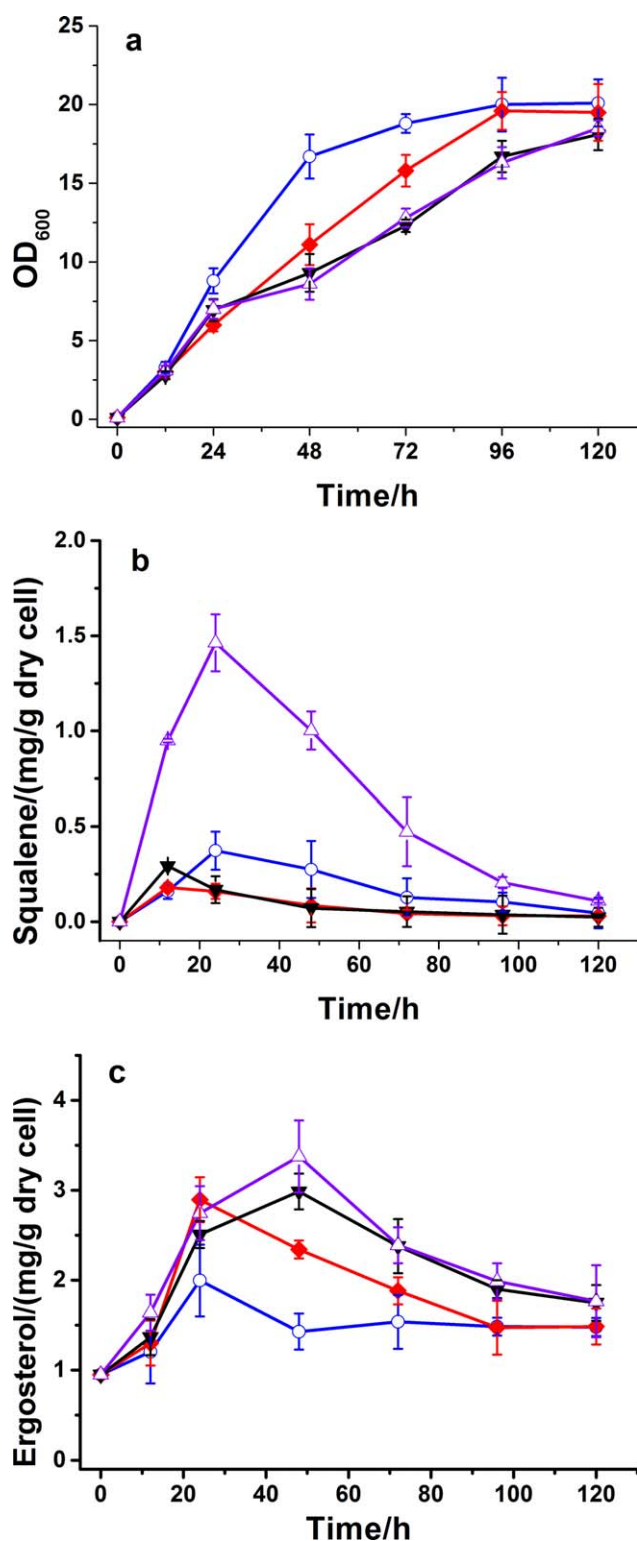 a
25
20
15
10
5
0
OD600
0 24 48 72 96 120
Time/h
b
2.0
1.5
1.0
0.5
0.0
Squalene/(mg/g dry cell)
0 20 40 60 80 100 120
Time/h
c
4
3
2
1
0
Ergosterol/(mg/g dry cell)
0 20 40 60 80 100 120
Time/h